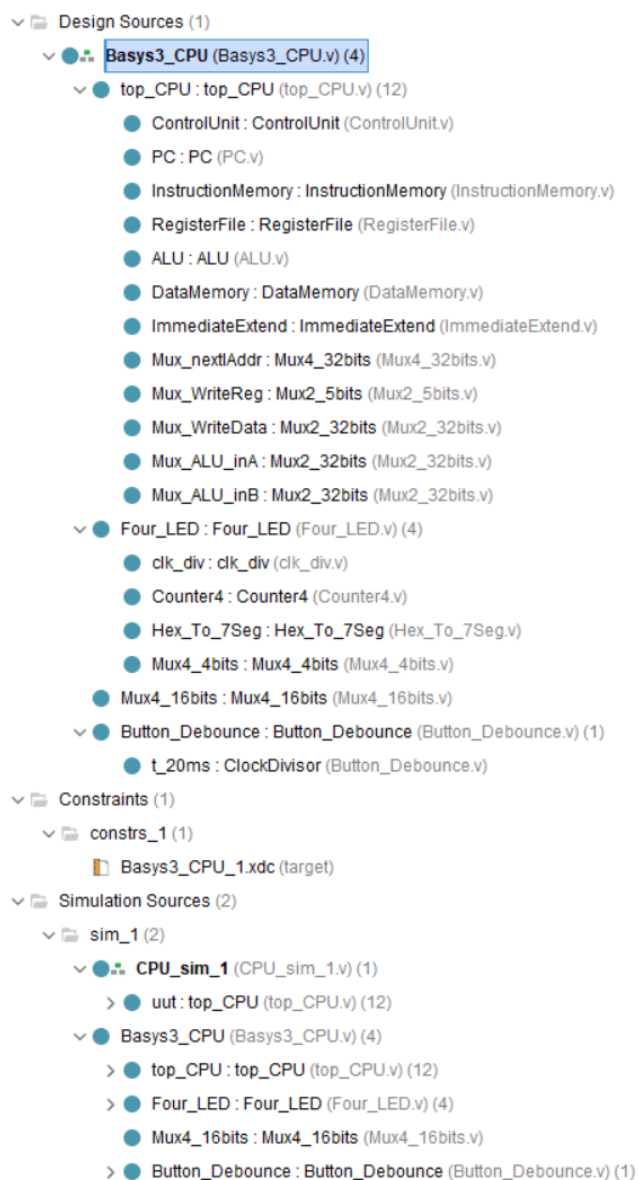 Design Sources (1)
Basys3_CPU (Basys3_CPU.v) (4)
top_CPU : top_CPU (top_CPU.v) (12)
ControlUnit : ControlUnit (ControlUnit.v)
PC : PC (PC.v)
InstructionMemory : InstructionMemory (InstructionMemory.v)
RegisterFile : RegisterFile (RegisterFile.v)
ALU : ALU (ALU.v)
DataMemory : DataMemory (DataMemory.v)
ImmediateExtend : ImmediateExtend (ImmediateExtend.v)
Mux_nextIAddr : Mux4_32bits (Mux4_32bits.v)
Mux_WriteReg : Mux2_5bits (Mux2_5bits.v)
Mux_WriteData : Mux2_32bits (Mux2_32bits.v)
Mux_ALU_inA : Mux2_32bits (Mux2_32bits.v)
Mux_ALU_inB : Mux2_32bits (Mux2_32bits.v)
Four_LED : Four_LED (Four_LED.v) (4)
clk_div : clk_div (clk_div.v)
Counter4 : Counter4 (Counter4.v)
Hex_To_7Seg : Hex_To_7Seg (Hex_To_7Seg.v)
Mux4_4bits : Mux4_4bits (Mux4_4bits.v)
Mux4_16bits : Mux4_16bits (Mux4_16bits.v)
Button_Debounce : Button_Debounce (Button_Debounce.v) (1)
t_20ms : ClockDivisor (Button_Debounce.v)
Constraints (1)
constrs_1 (1)
Basys3_CPU_1.xdc (target)
Simulation Sources (2)
sim_1 (2)
CPU_sim_1 (CPU_sim_1.v) (1)
uut : top_CPU (top_CPU.v) (12)
Basys3_CPU (Basys3_CPU.v) (4)
top_CPU : top_CPU (top_CPU.v) (12)
Four_LED : Four_LED (Four_LED.v) (4)
Mux4_16bits : Mux4_16bits (Mux4_16bits.v)
Button_Debounce : Button_Debounce (Button_Debounce.v) (1)